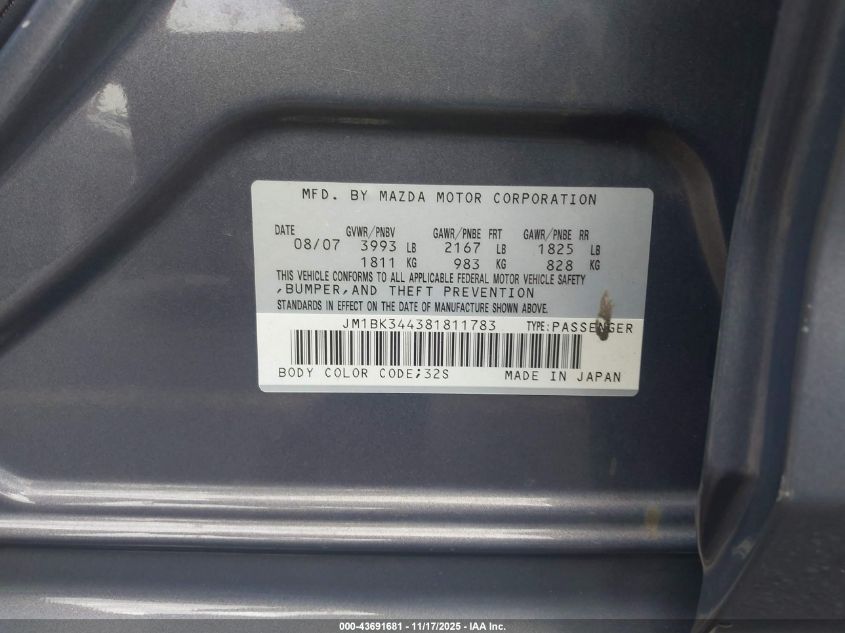 MFD. BY MAZDA MOTOR CORPORATION
DATE GVWR/PNBV GAWR/PNBE FRT GAWR/PNBE RR
08/07 3993 LB 2167 LB 1825 LB
1811 KG 983 KG 828 KG
THIS VEHICLE CONFORMS TO ALL APPLICABLE FEDERAL MOTOR VEHICLE SAFETY
,BUMPER,AND THEFT PREVENTION
STANDARDS IN EFFECT ON THE DATE OF MANUFACTURE SHOWN ABOVE.
JM1BK344381811783 TYPE:PASSENGER
BODY COLOR CODE;32S MADE IN JAPAN
000-43691681 - 11/17/2025 - IAA Inc.